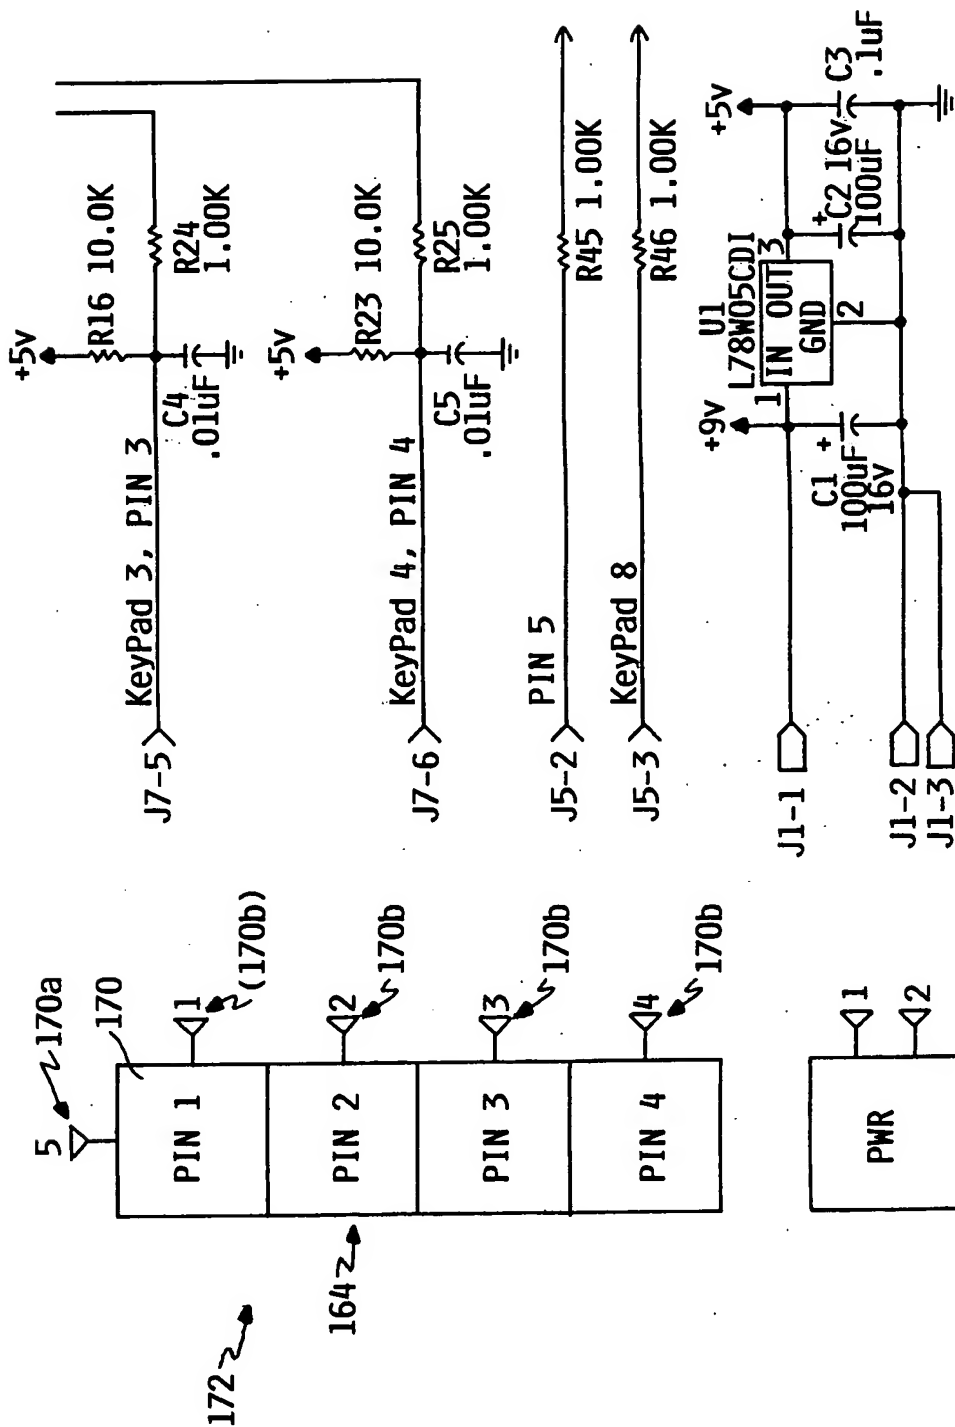 172
164
5
170a
170
PIN 1
1
(170b)
PIN 2
2
170b
PIN 3
3
170b
PIN 4
4
170b
PWR
1
2
J7-5
KeyPad 3, PIN 3
+5v
R16 10.0K
C4
.01uF
R24
1.00K
J7-6
KeyPad 4, PIN 4
+5v
R23 10.0K
C5
.01uF
R25
1.00K
J5-2
PIN 5
R45 1.00K
J5-3
KeyPad 8
R46 1.00K
J1-1
J1-2
J1-3
+9v
C1
+
100uF
16v
U1
L78W05CDI
1
IN OUT
3
GND
2
+
C2 16v
100uF
+5v
C3
.1uF